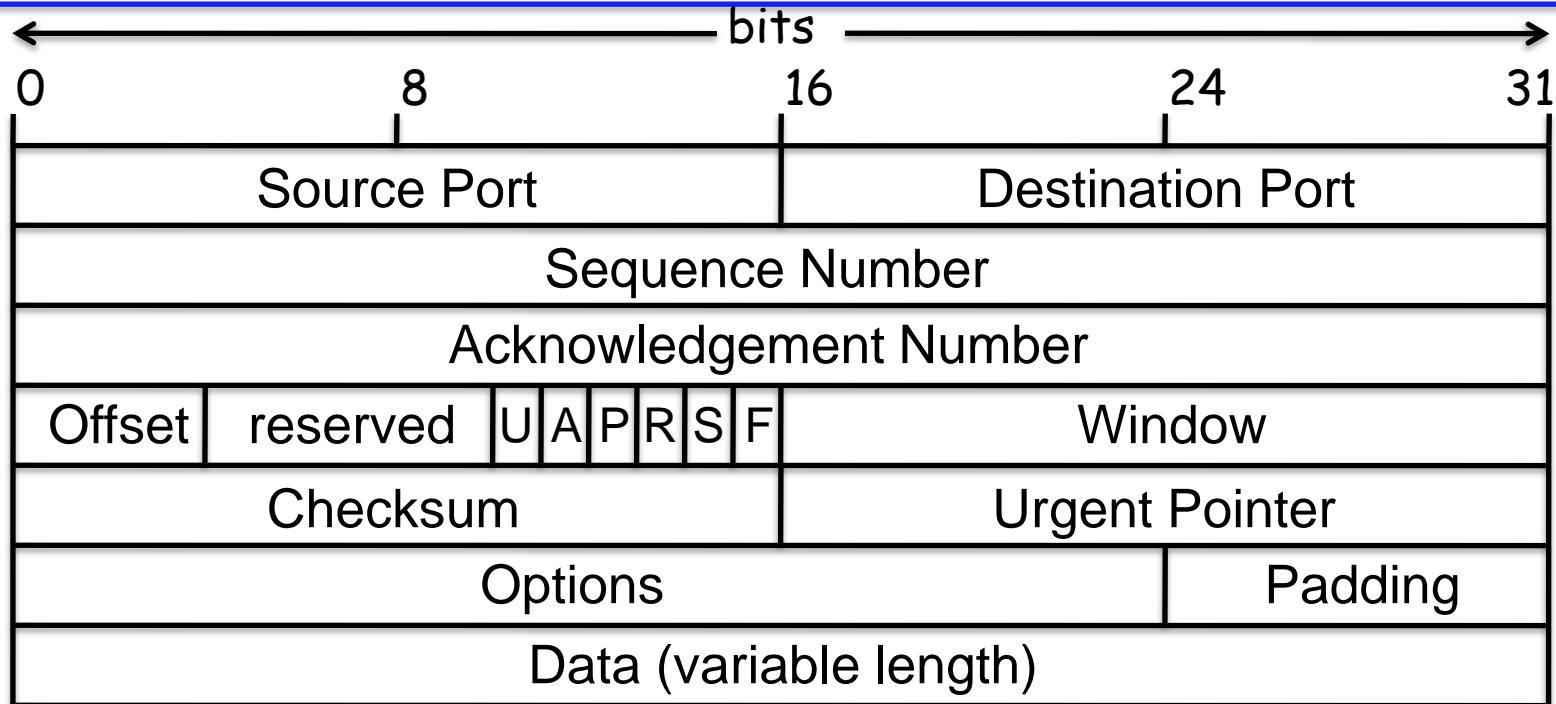 bits
0 8 16 24 31
Source Port Destination Port
Sequence Number
Acknowledgement Number
Offset reserved U A P R S F Window
Checksum Urgent Pointer
Options Padding
Data (variable length)